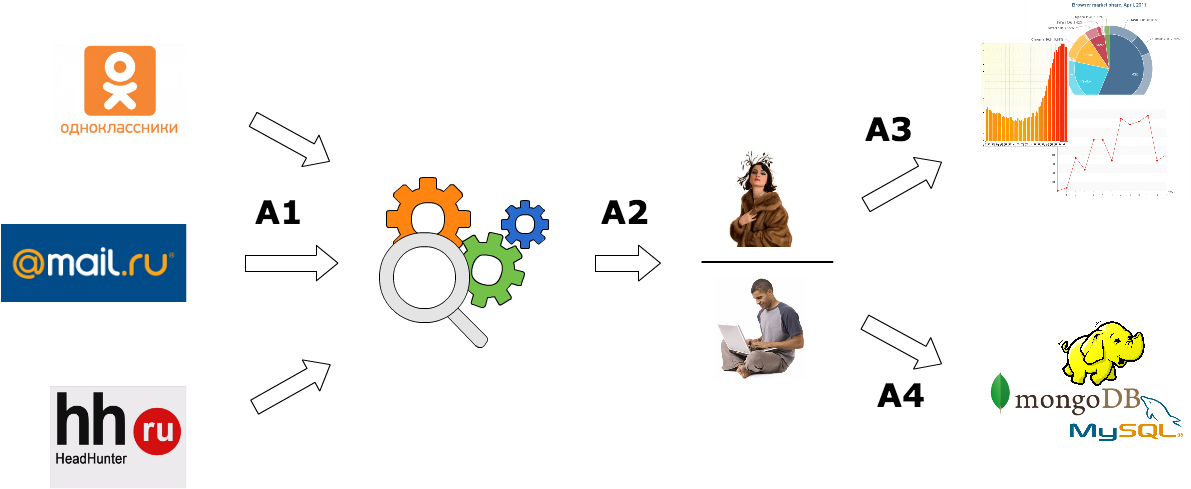 Browser market share, April, 2011
одноклассники
A1
@mail.ru®
hh ru
HeadHunter
A2
A3
A4
mongoDB
MySQL